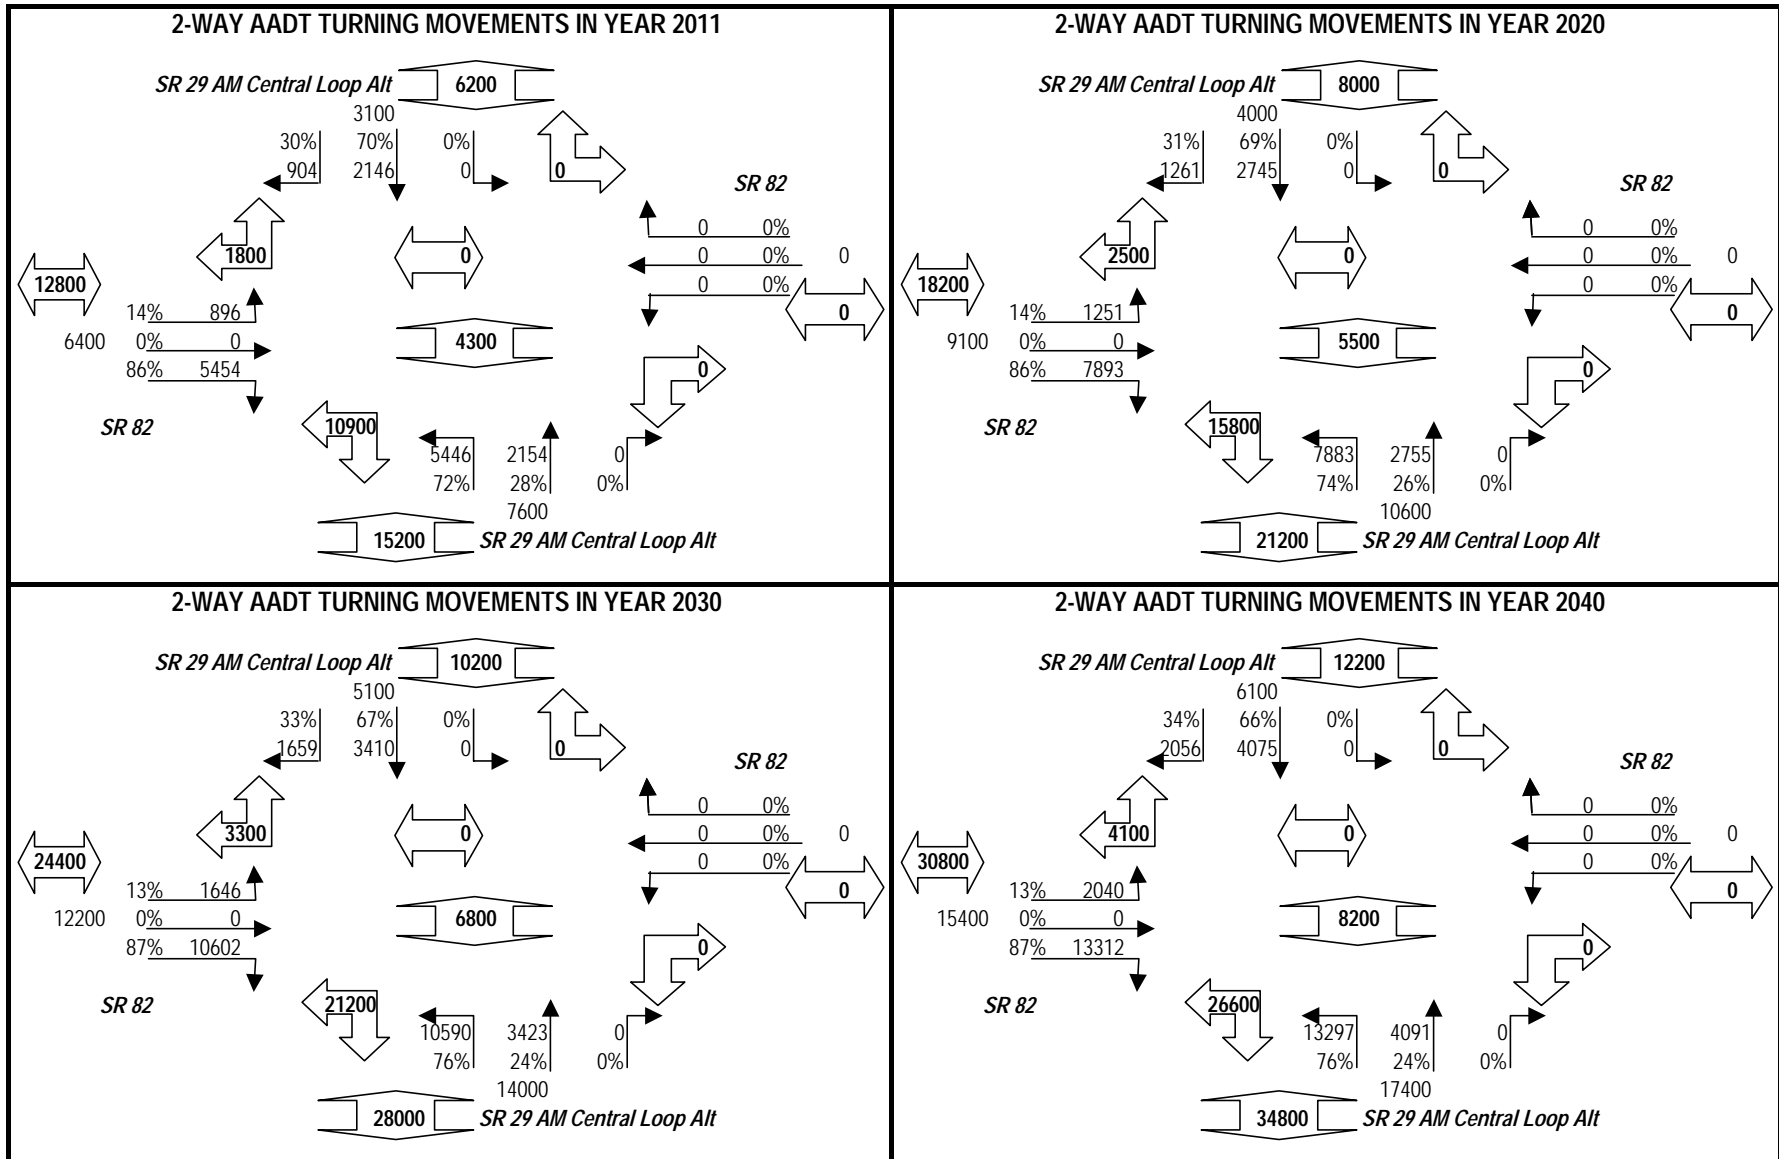 2-WAY AADT TURNING MOVEMENTS IN YEAR 2011
SR 29 AM Central Loop Alt 6200
3100
30% 70% 0%
904 2146 0 0
SR 82
0 0%
1800 0 0 0% 0
12800 0 0%
14% 896 0
6400 0% 0 4300
86% 5454 0
SR 82 10900
5446 2154 0
72% 28% 0%
7600
15200 SR 29 AM Central Loop Alt
2-WAY AADT TURNING MOVEMENTS IN YEAR 2020
SR 29 AM Central Loop Alt 8000
4000
31% 69% 0%
1261 2745 0 0
SR 82
0 0%
2500 0 0 0% 0
18200 0 0%
14% 1251 0
9100 0% 0 5500
86% 7893 0
SR 82 15800
7883 2755 0
74% 26% 0%
10600
21200 SR 29 AM Central Loop Alt
2-WAY AADT TURNING MOVEMENTS IN YEAR 2030
SR 29 AM Central Loop Alt 10200
5100
33% 67% 0%
1659 3410 0 0
SR 82
0 0%
3300 0 0 0% 0
24400 0 0%
13% 1646 0
12200 0% 0 6800
87% 10602 0
SR 82 21200
10590 3423 0
76% 24% 0%
14000
28000 SR 29 AM Central Loop Alt
2-WAY AADT TURNING MOVEMENTS IN YEAR 2040
SR 29 AM Central Loop Alt 12200
6100
34% 66% 0%
2056 4075 0 0
SR 82
0 0%
4100 0 0 0% 0
30800 0 0%
13% 2040 0
15400 0% 0 8200
87% 13312 0
SR 82 26600
13297 4091 0
76% 24% 0%
17400
34800 SR 29 AM Central Loop Alt